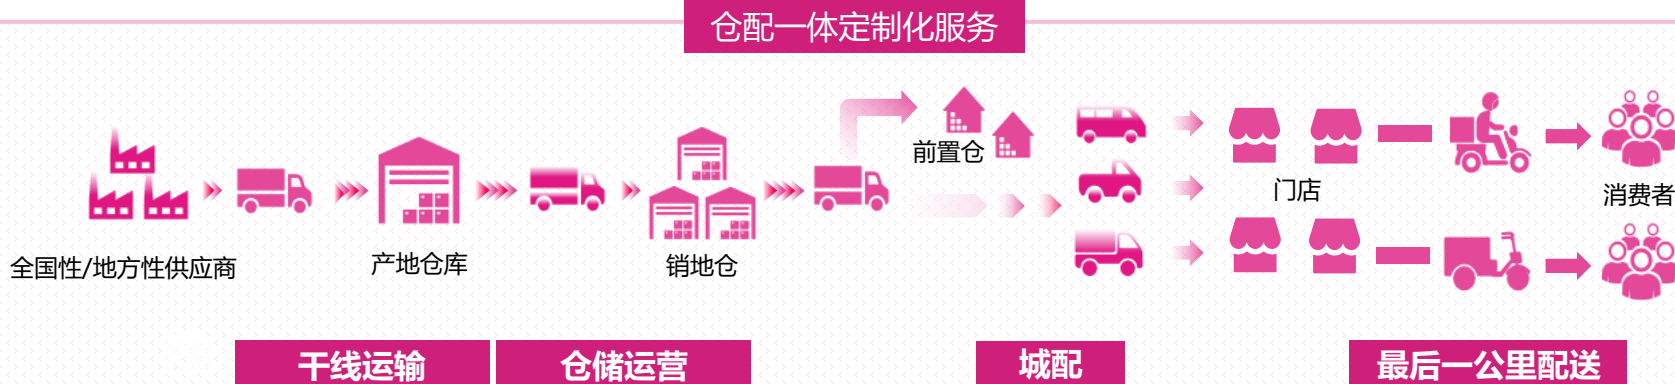 仓配一体定制化服务
前置仓
门店
消费者
全国性/地方性供应商
产地仓库
销地仓
干线运输
仓储运营
城配
最后一公里配送